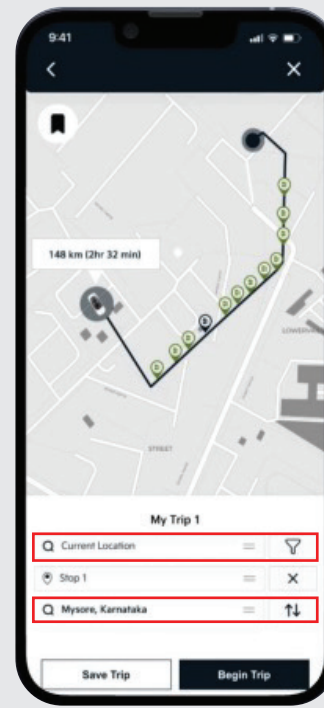 9:41
148 km (2hr 32 min)
STREET
My Trip 1
Current Location
Stop 1
Mysore, Karnataka
Save Trip
Begin Trip